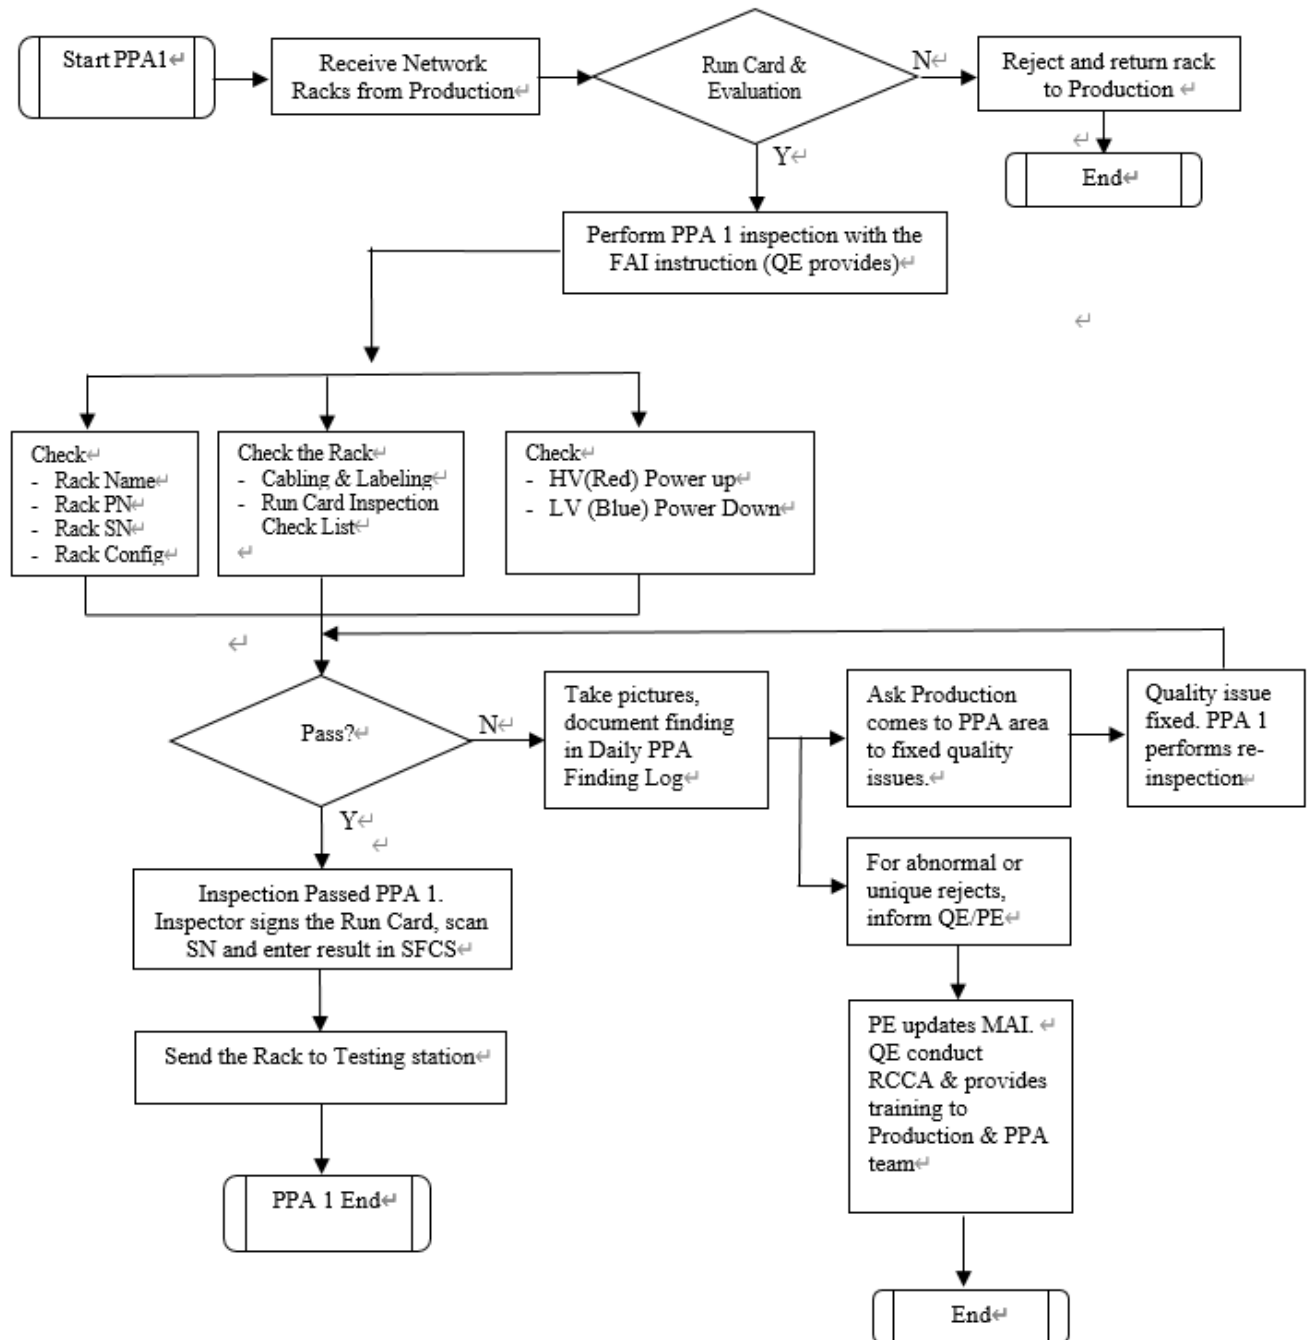 Start PPA1↵
Receive Network
Racks from Production↵
Run Card &
Evaluation
N↵
Reject and return rack
to Production ↵
↵
End↵
Y↵
Perform PPA 1 inspection with the
FAI instruction (QE provides)↵
↵
Check↵
- Rack Name↵
- Rack PN↵
- Rack SN↵
- Rack Config↵
Check the Rack↵
- Cabling & Labeling↵
- Run Card Inspection
Check List↵
↵
Check↵
- HV(Red) Power up↵
- LV (Blue) Power Down↵
↵
Pass?↵
N↵
Take pictures,
document finding
in Daily PPA
Finding Log↵
Ask Production
comes to PPA area
to fixed quality
issues.↵
Quality issue
fixed. PPA 1
performs re-
inspection↵
Y↵
↵
For abnormal or
unique rejects,
inform QE/PE↵
Inspection Passed PPA 1.
Inspector signs the Run Card, scan
SN and enter result in SFCS↵
Send the Rack to Testing station↵
PE updates MAI. ↵
QE conduct
RCCA & provides
training to
Production & PPA
team↵
PPA 1 End↵
End↵